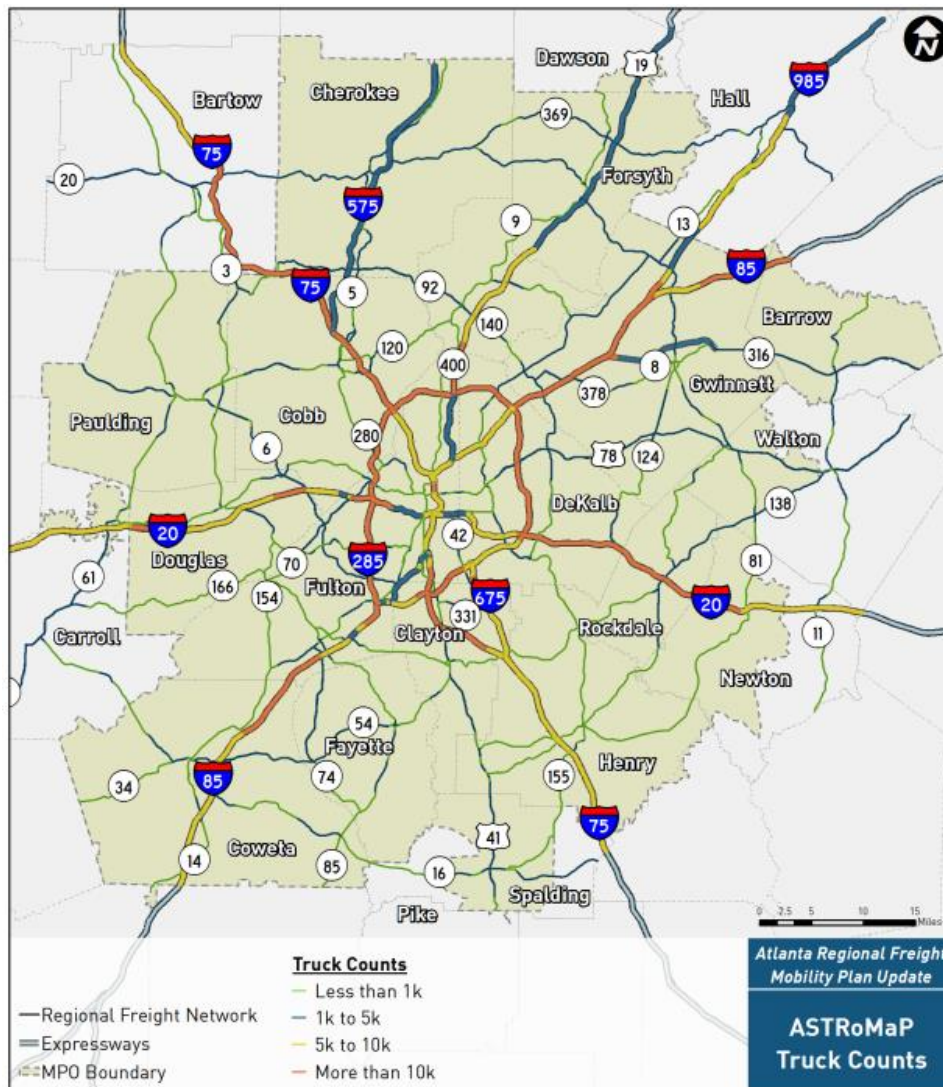 N
Dawson
19
985
Hall
Bartow
Cherokee
369
75
20
575
Forsyth
9
13
3
75
5
92
85
Barrow
140
120
400
8
316
378
Gwinnett
Paulding
Cobb
280
6
78
124
Walton
DeKalb
138
20
42
Douglas
70
285
61
166
154
Fulton
675
81
331
20
Clayton
Rockdale
11
Carroll
Newton
54
Fayette
Henry
34
85
74
155
75
41
14
Coweta
85
16
Spalding
Pike
0 2.5 5 10 15
Miles
Truck Counts
Less than 1k
1k to 5k
5k to 10k
More than 10k
Regional Freight Network
Expressways
MPO Boundary
Atlanta Regional Freight
Mobility Plan Update
ASTRoMaP
Truck Counts